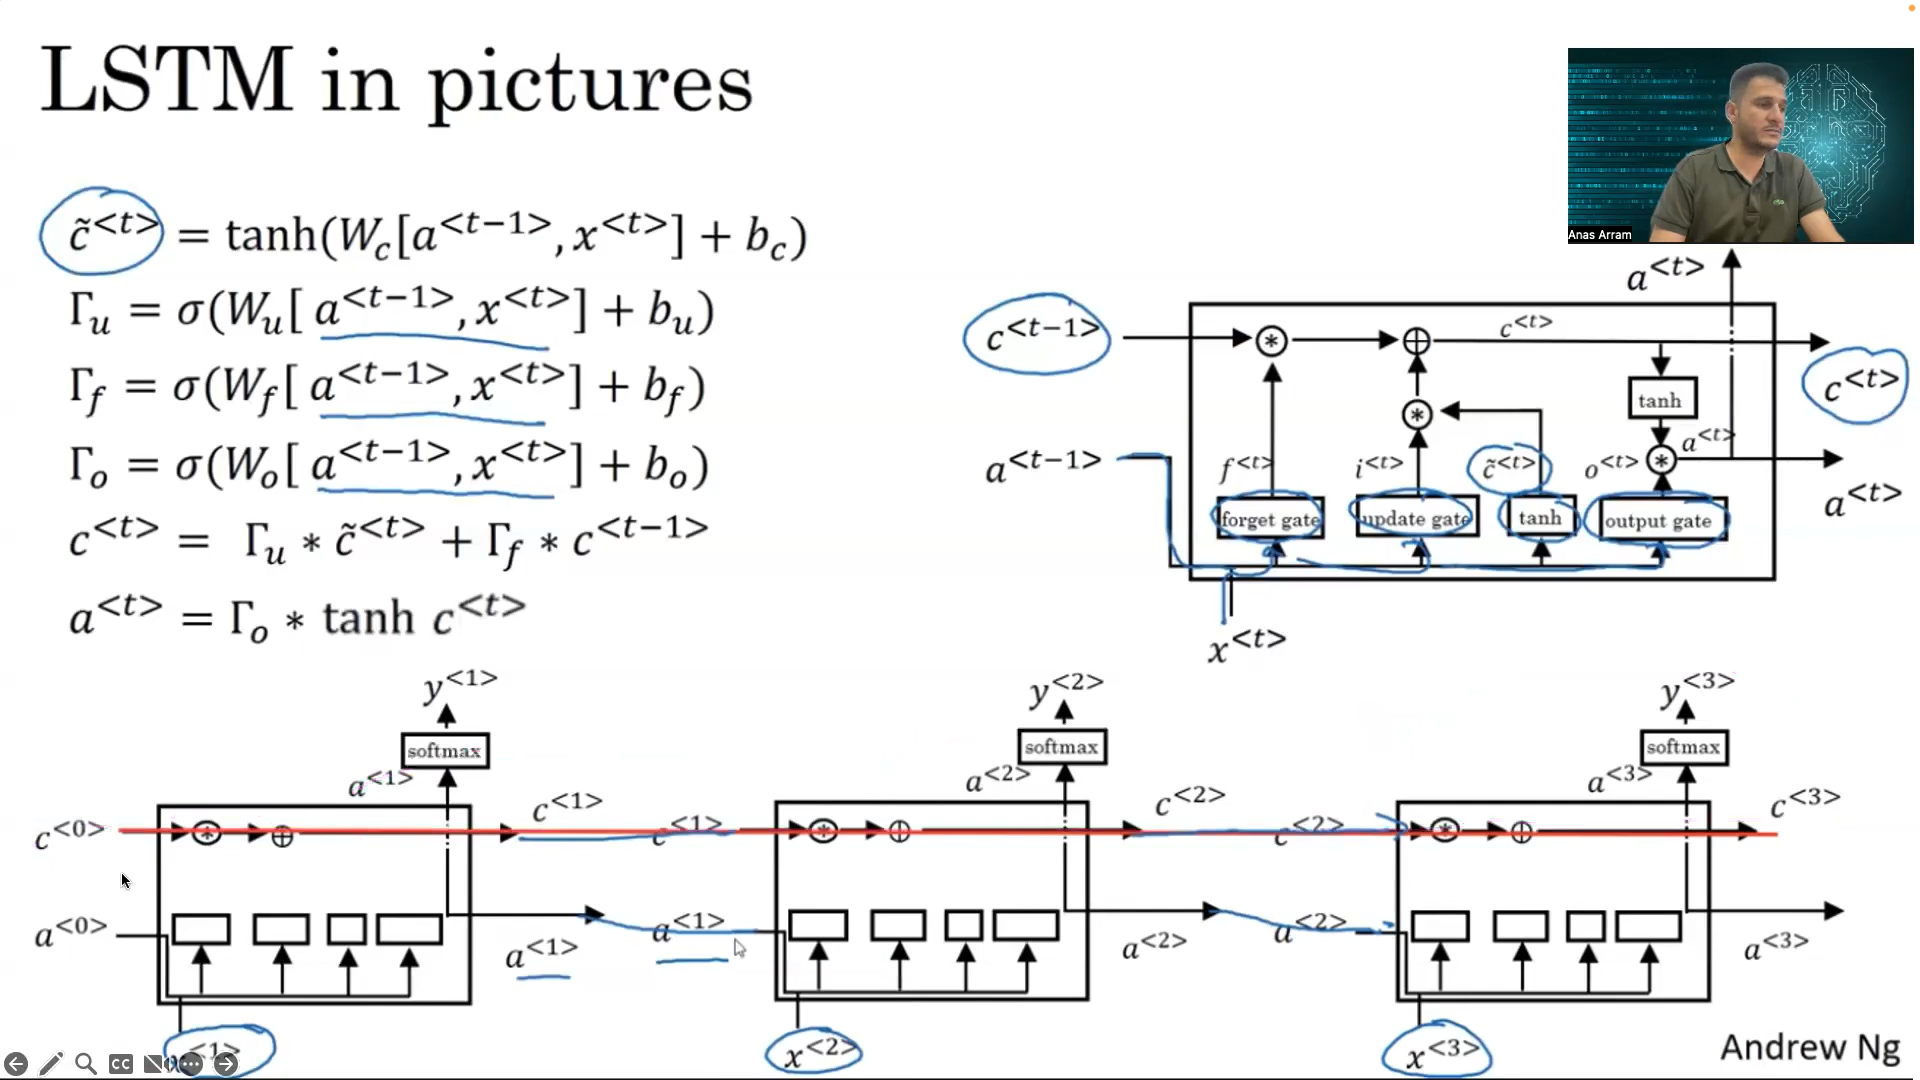 LSTM in pictures
Anas Arram
c̃<t> = tanh(W_c[a<t−1>, x<t>] + b_c)
Γ_u = σ(W_u[ a<t−1>, x<t>] + b_u)
Γ_f = σ(W_f[ a<t−1>, x<t>] + b_f)
Γ_o = σ(W_o[ a<t−1>, x<t>] + b_o)
c<t> = Γ_u * c̃<t> + Γ_f * c<t−1>
a<t> = Γ_o * tanh c<t>
a<t>
c<t−1> * ⊕ c<t> c<t>
tanh
*
a<t−1> f<t> i<t> c̃<t> o<t> * a<t> a<t>
forget gate update gate tanh output gate
x<t>
y<1> y<2> y<3>
softmax softmax softmax
a<1> a<2> a<3>
c<0> * ⊕ c<1> c<1> * ⊕ c<2> c<2> * ⊕ c<3>
a<0> a<1> a<1> a<2> a<2> a<3>
x<1> x<2> x<3>
CC
Andrew Ng